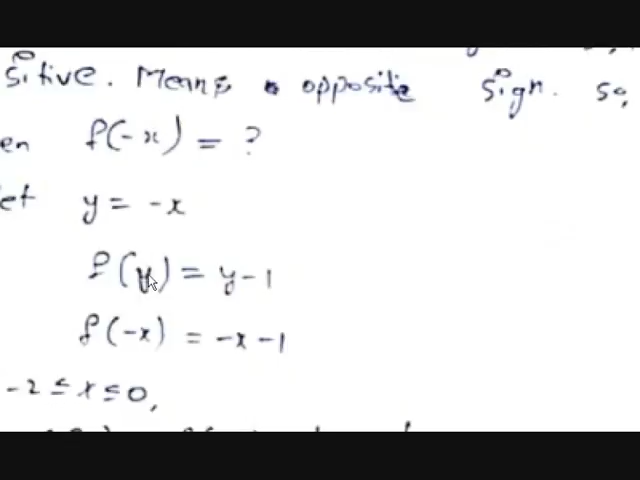 sitive. Means opposite sign. so,
en f(-x) = ?
et y = -x
f(y) = y-1
f(-x) = -x-1
-2 ≤ x ≤ 0,